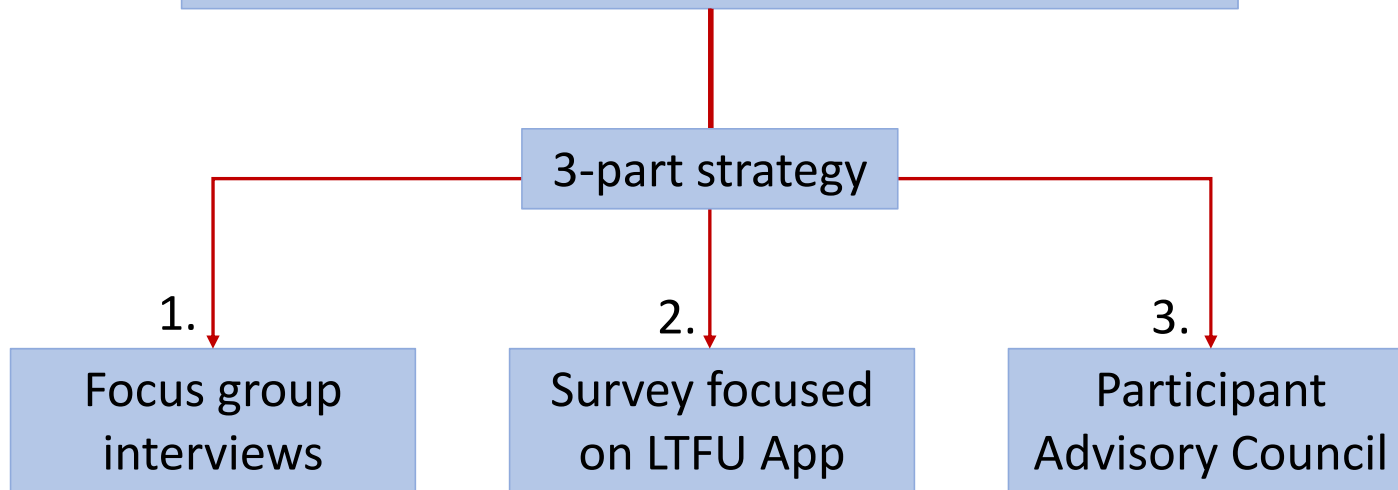 3-part strategy
1.
Focus group
interviews
2.
Survey focused
on LTFU App
3.
Participant
Advisory Council